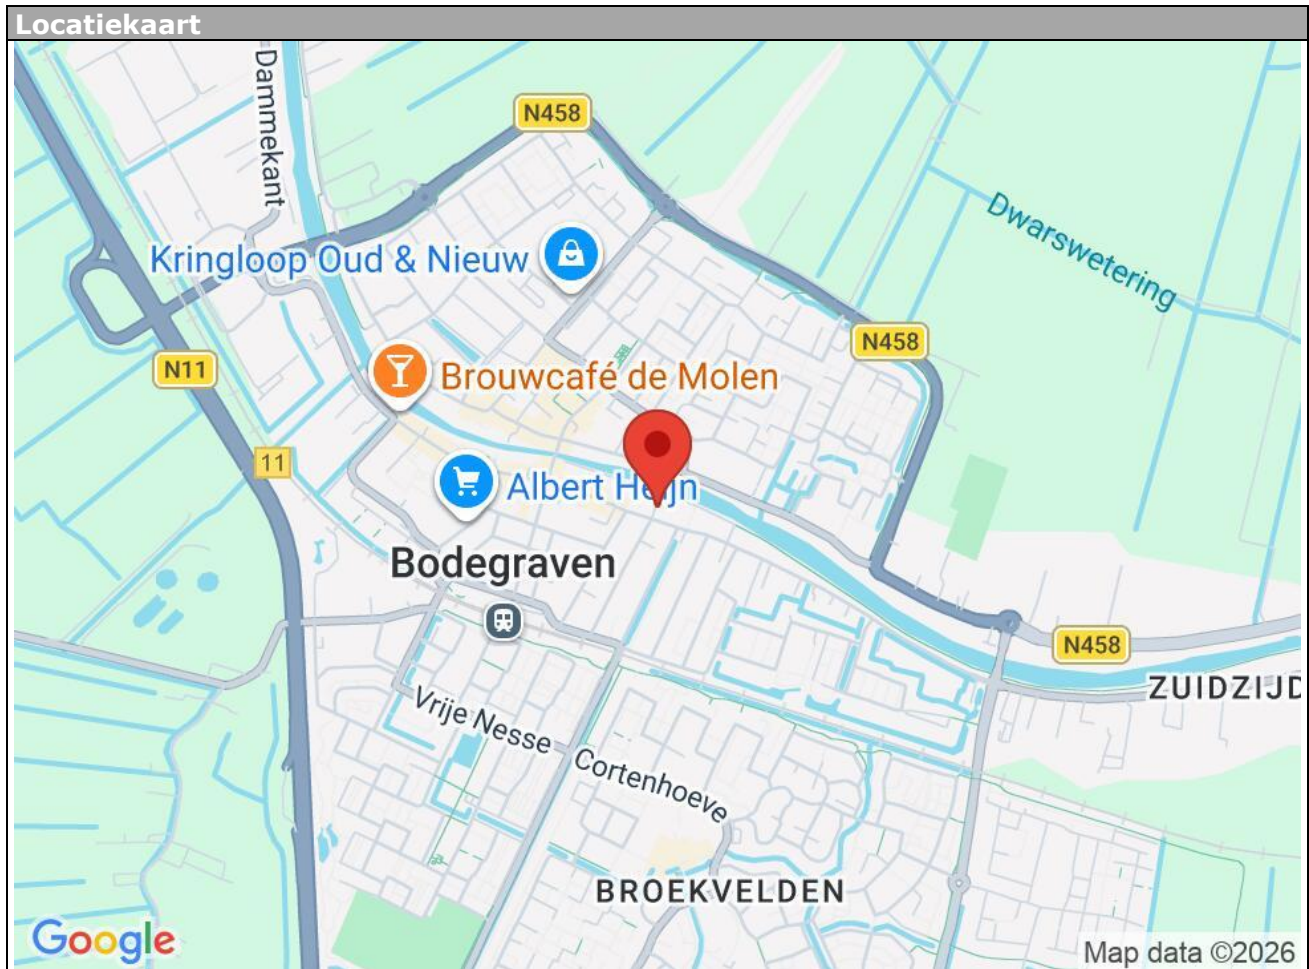 Locatiekaart
Dammekant
N458
Dwarswetering
Kringloop Oud & Nieuw
N458
N11
Brouwcafé de Molen
11
Albert Heijn
Bodegraven
N458
ZUIDZIJD
Vrije Nesse
Cortenhoeve
BROEKVELDEN
Google
Map data ©2026